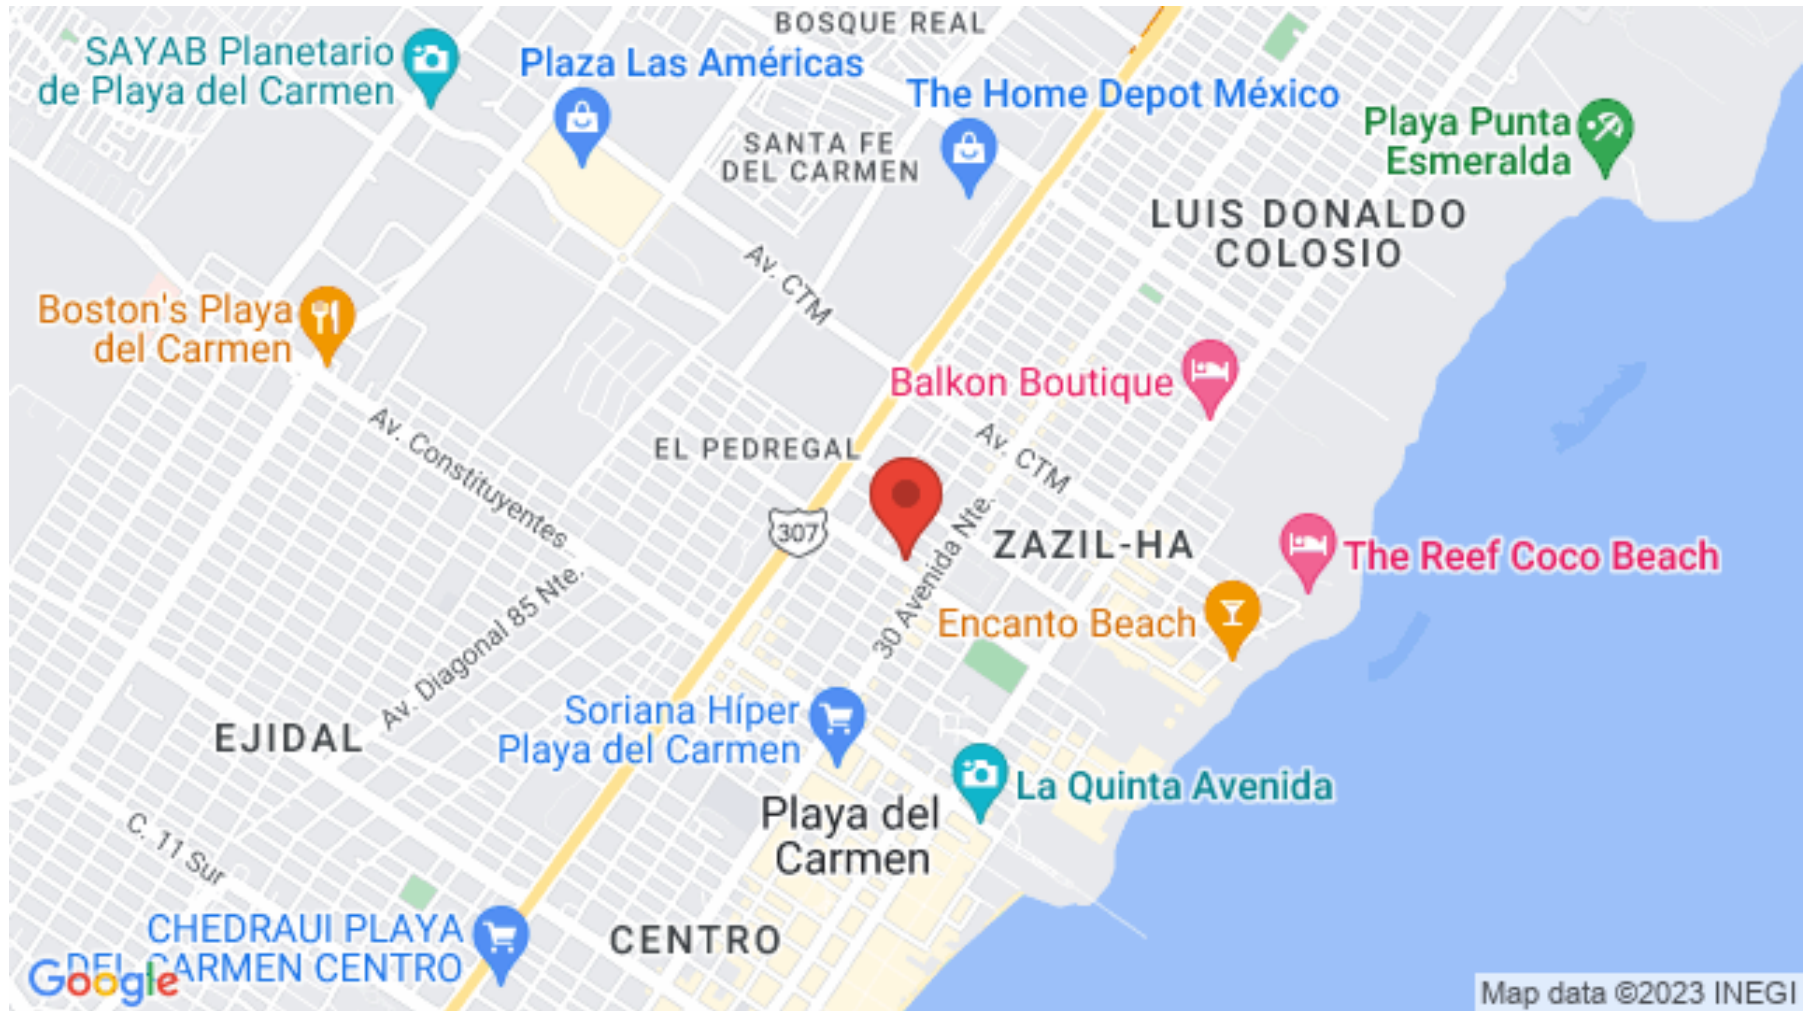 BOSQUE REAL
SAYAB Planetario
de Playa del Carmen
Plaza Las Américas
The Home Depot México
Playa Punta
Esmeralda
SANTA FE
DEL CARMEN
LUIS DONALDO
COLOSIO
Av. CTM
Boston's Playa
del Carmen
Balkon Boutique
Av. Constituyentes
EL PEDREGAL
Av. CTM
307
30 Avenida Nte.
ZAZIL-HA
The Reef Coco Beach
Av. Diagonal 85 Nte.
Encanto Beach
EJIDAL
Soriana Híper
Playa del Carmen
La Quinta Avenida
Playa del
Carmen
C. 11 Sur
CHEDRAUI PLAYA
DEL CARMEN CENTRO
CENTRO
Google
Map data ©2023 INEGI